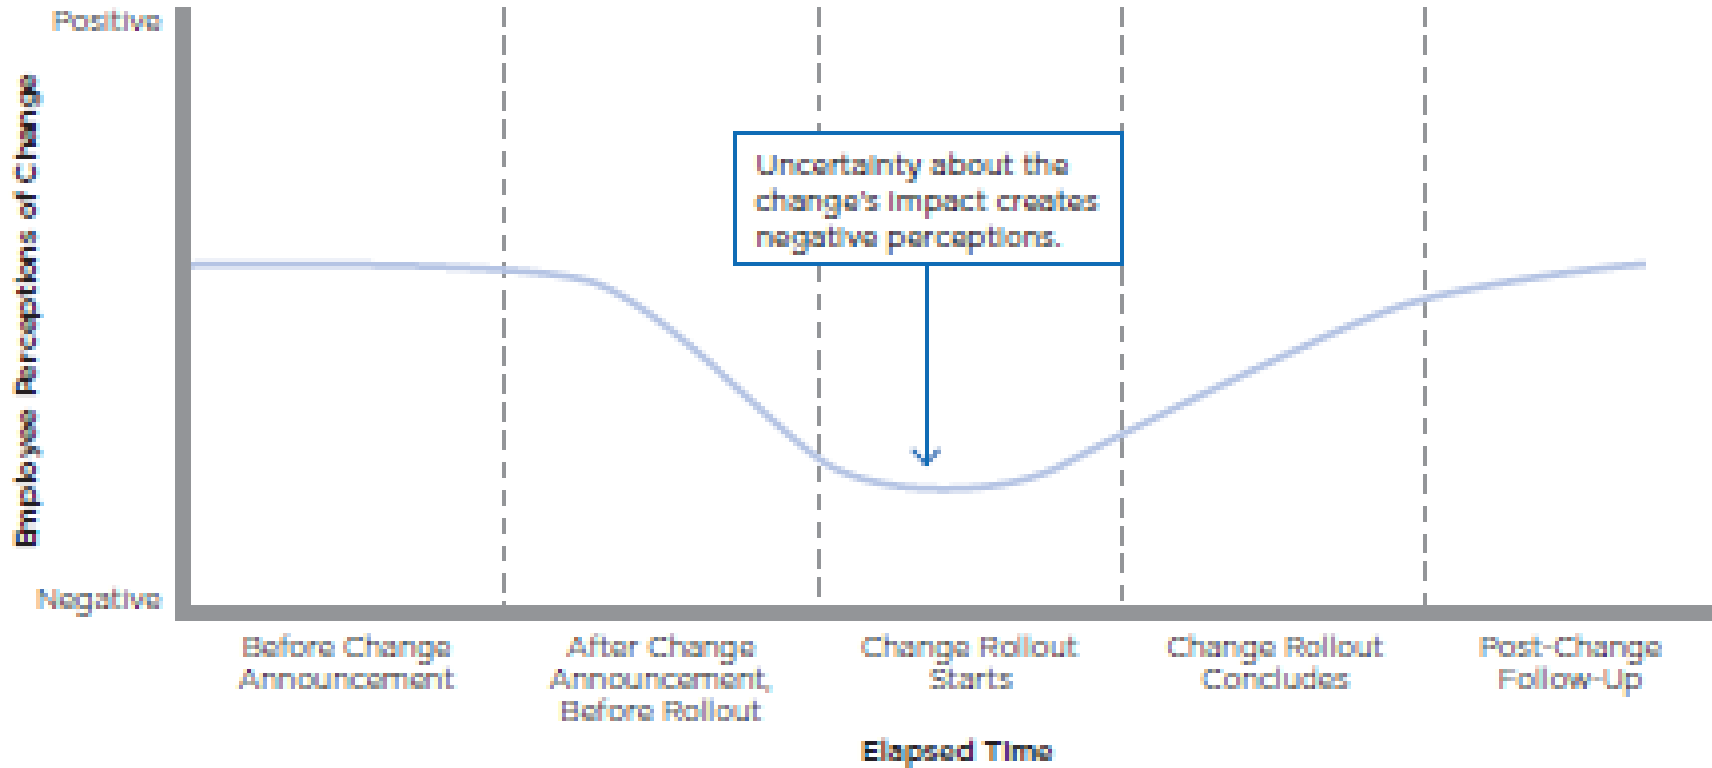 Positive
Employee Perceptions of Change
Uncertainty about the
change's impact creates
negative perceptions.
Negative
Before Change
Announcement
After Change
Announcement,
Before Rollout
Change Rollout
Starts
Change Rollout
Concludes
Post-Change
Follow-Up
Elapsed Time